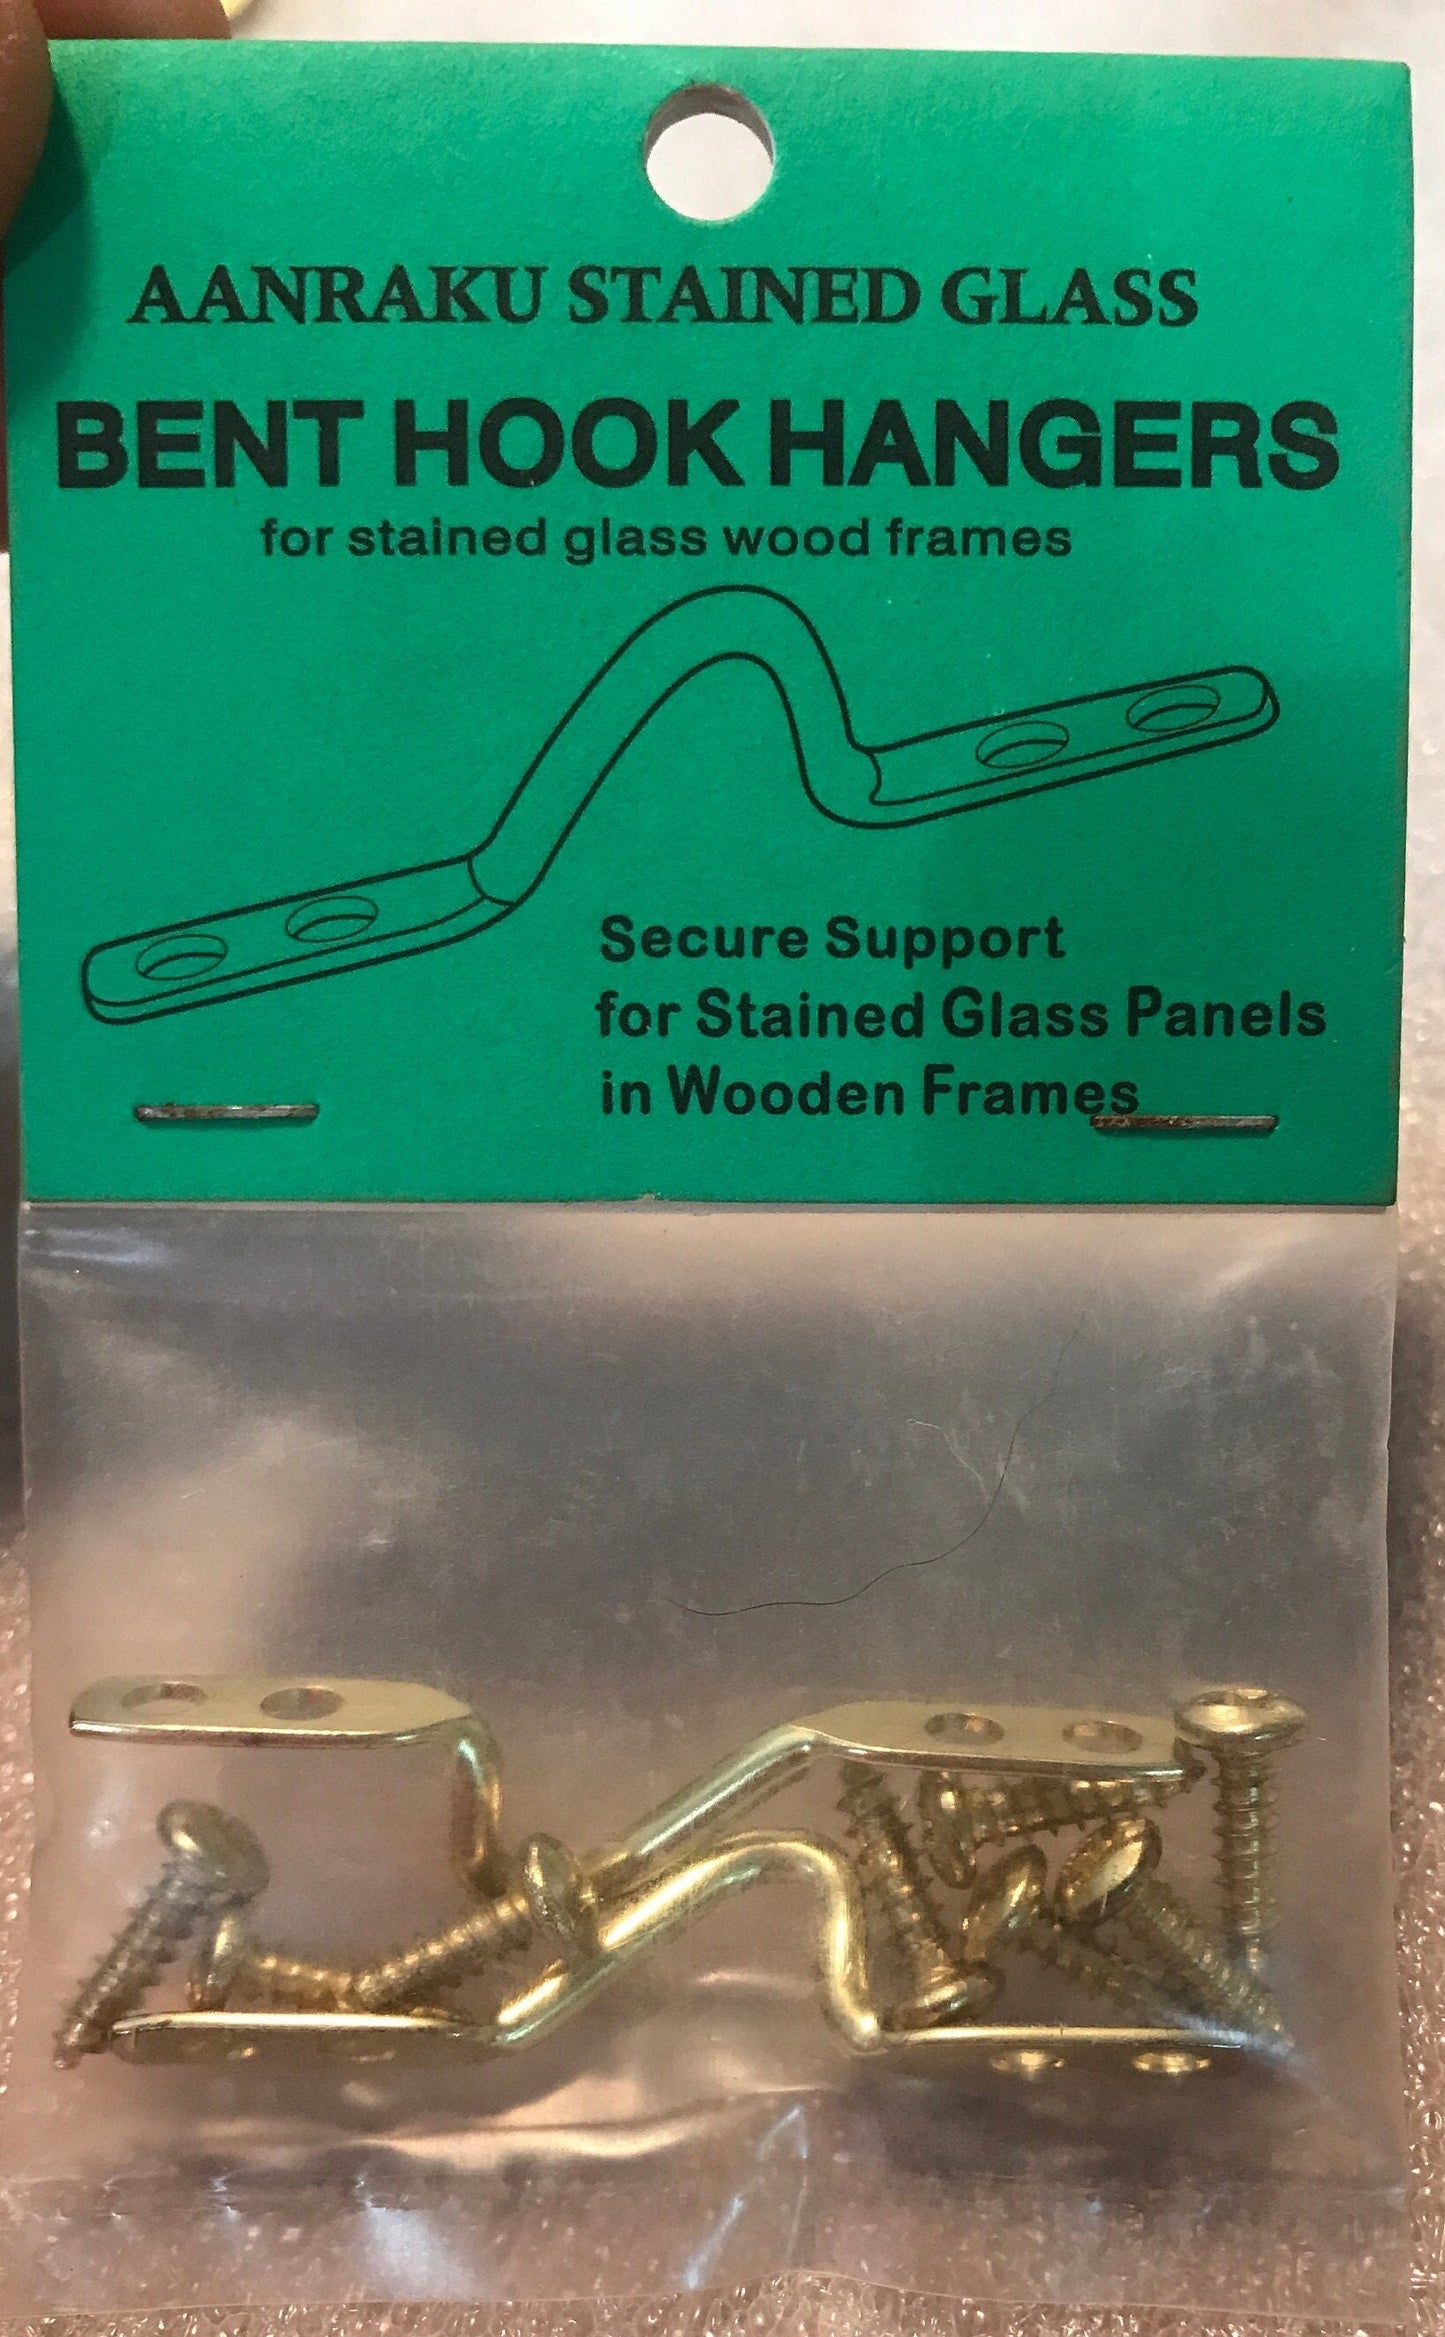 AANRAKU STAINED GLASS
BENT HOOK HANGERS
for stained glass wood frames
Secure Support
for Stained Glass Panels
in Wooden Frames